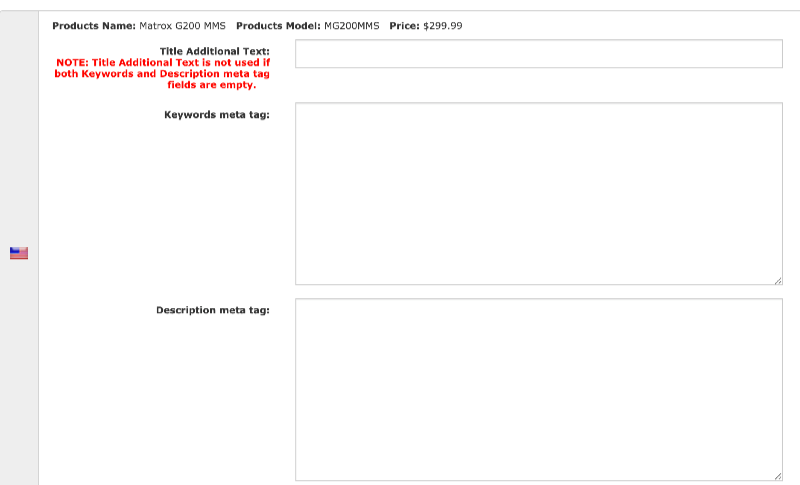 Products Name: Matrox G200 MMS Products Model: MG200MMS Price: $299.99
Title Additional Text:
NOTE: Title Additional Text is not used if
both Keywords and Description meta tag
fields are empty.
Keywords meta tag:
Description meta tag: